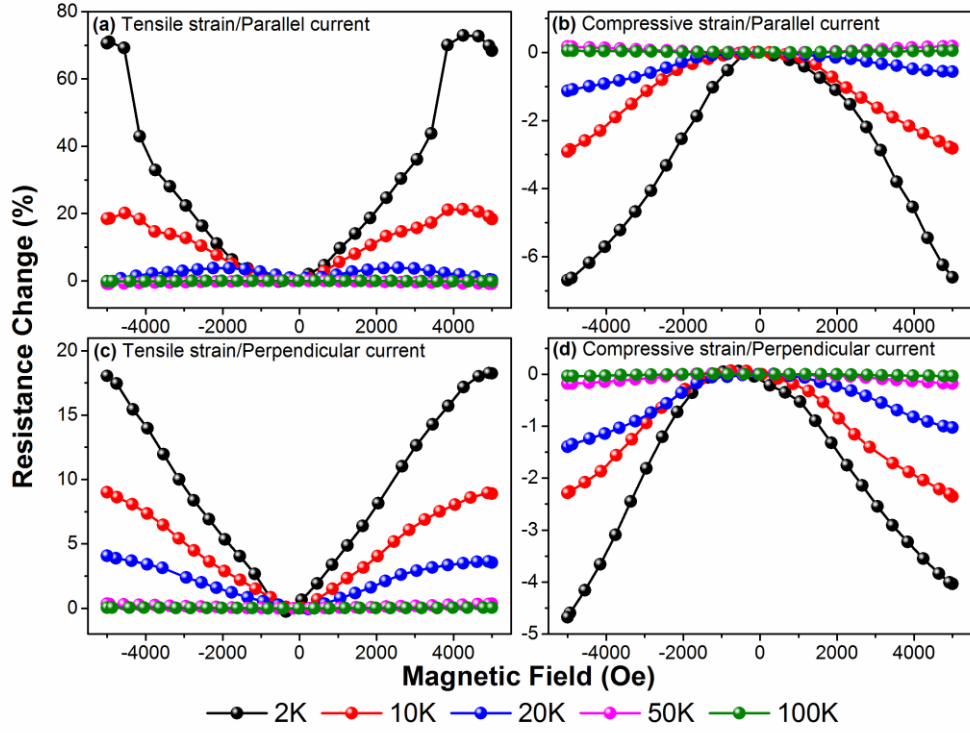 (a) Tensile strain/Parallel current
(b) Compressive strain/Parallel current
80
60
40
20
0
-4000 -2000 0 2000 4000
0
-2
-4
-6
-4000 -2000 0 2000 4000
(c) Tensile strain/Perpendicular current
(d) Compressive strain/Perpendicular current
20
15
10
5
0
-4000 -2000 0 2000 4000
0
-1
-2
-3
-4
-5
-4000 -2000 0 2000 4000
Resistance Change (%)
Magnetic Field (Oe)
2K 10K 20K 50K 100K